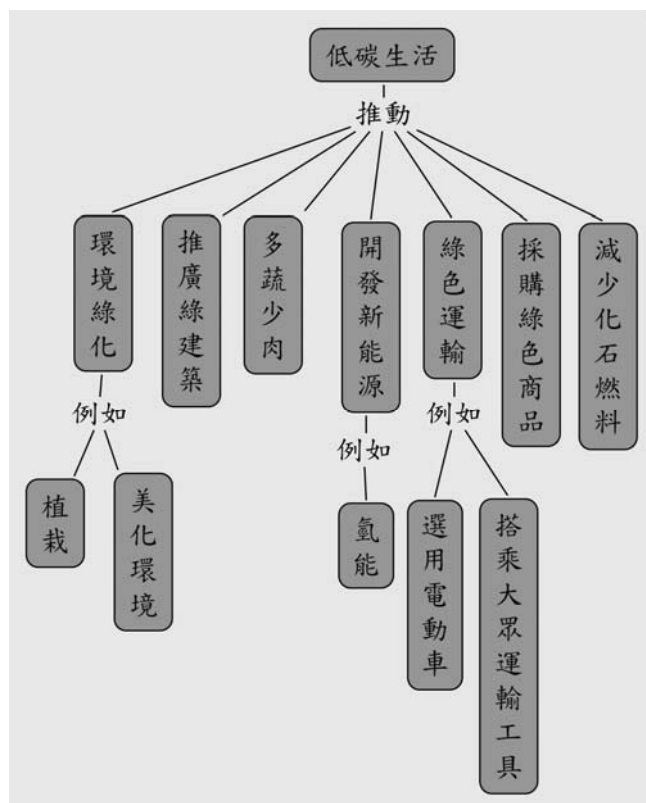 低碳生活
推動
環境綠化
推廣綠建築
多蔬少肉
開發新能源
綠色運輸
採購綠色商品
減少化石燃料
例如
例如
例如
植栽
美化環境
氫能
選用電動車
搭乘大眾運輸工具